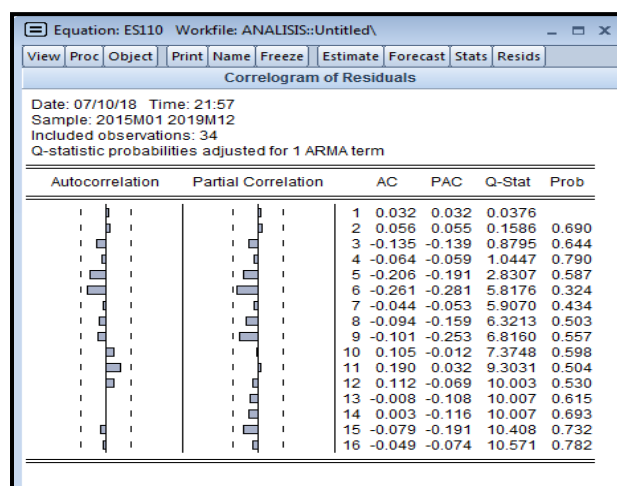 Equation: ES110 Workfile: ANALISIS::Untitled\
View Proc Object Print Name Freeze Estimate Forecast Stats Resids
Correlogram of Residuals
Date: 07/10/18 Time: 21:57
Sample: 2015M01 2019M12
Included observations: 34
Q-statistic probabilities adjusted for 1 ARMA term
Autocorrelation Partial Correlation AC PAC Q-Stat Prob
1 0.032 0.032 0.0376
2 0.056 0.055 0.1586 0.690
3 -0.135 -0.139 0.8795 0.644
4 -0.064 -0.059 1.0447 0.790
5 -0.206 -0.191 2.8307 0.587
6 -0.261 -0.281 5.8176 0.324
7 -0.044 -0.053 5.9070 0.434
8 -0.094 -0.159 6.3213 0.503
9 -0.101 -0.253 6.8160 0.557
10 0.105 -0.012 7.3748 0.598
11 0.190 0.032 9.3031 0.504
12 0.112 -0.069 10.003 0.530
13 -0.008 -0.108 10.007 0.615
14 0.003 -0.116 10.007 0.693
15 -0.079 -0.191 10.408 0.732
16 -0.049 -0.074 10.571 0.782